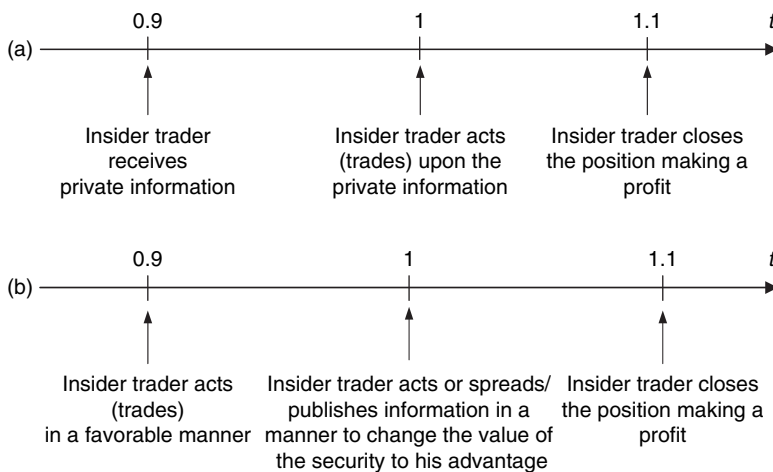 0.9 1 1.1 t
(a)
Insider trader receives private information
Insider trader acts (trades) upon the private information
Insider trader closes the position making a profit
0.9 1 1.1 t
(b)
Insider trader acts (trades) in a favorable manner
Insider trader acts or spreads/ publishes information in a manner to change the value of the security to his advantage
Insider trader closes the position making a profit